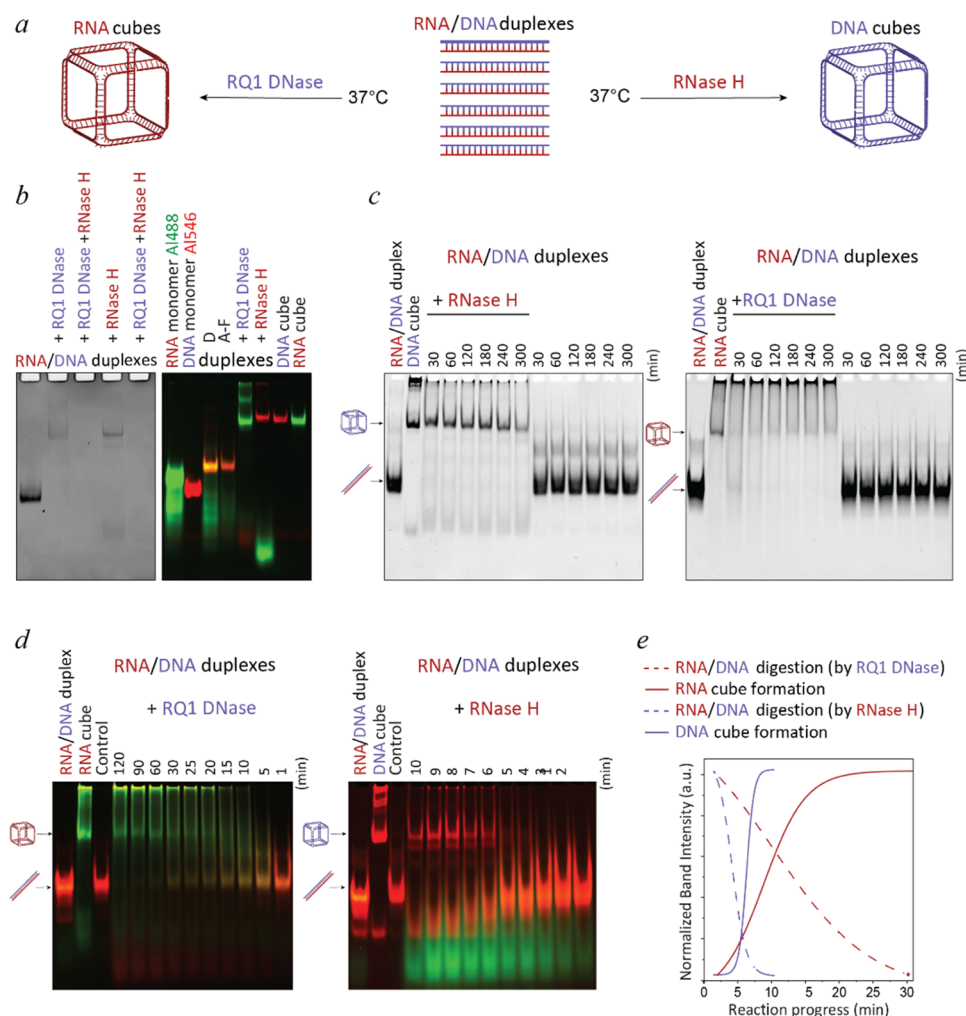 a
RNA cubes
RNA/DNA duplexes
DNA cubes
RQ1 DNase
37°C
37°C
RNase H
b
+ RQ1 DNase
+ RQ1 DNase +RNase H
+ RNase H
+ RQ1 DNase +RNase H
RNA/DNA duplexes
RNA monomer Al488
DNA monomer Al546
D
A-F
duplexes
+ RQ1 DNase
+ RNase H
DNA cube
RNA cube
c
RNA/DNA duplexes
+ RNase H
RNA/DNA duplex
DNA cube
30 60 120 180 240 300 30 60 120 180 240 300 (min)
RNA/DNA duplexes
+RQ1 DNase
RNA/DNA duplex
RNA cube
30 60 120 180 240 300 30 60 120 180 240 300 (min)
d
RNA/DNA duplexes
+ RQ1 DNase
RNA/DNA duplex
RNA cube
Control
120 90 60 30 25 20 15 10 5 1 (min)
RNA/DNA duplexes
+ RNase H
RNA/DNA duplex
DNA cube
Control
10 9 8 7 6 5 4 3 1 2 (min)
e
RNA/DNA digestion (by RQ1 DNase)
RNA cube formation
RNA/DNA digestion (by RNase H)
DNA cube formation
Normalized Band Intensity (a.u.)
0 5 10 15 20 25 30
Reaction progress (min)